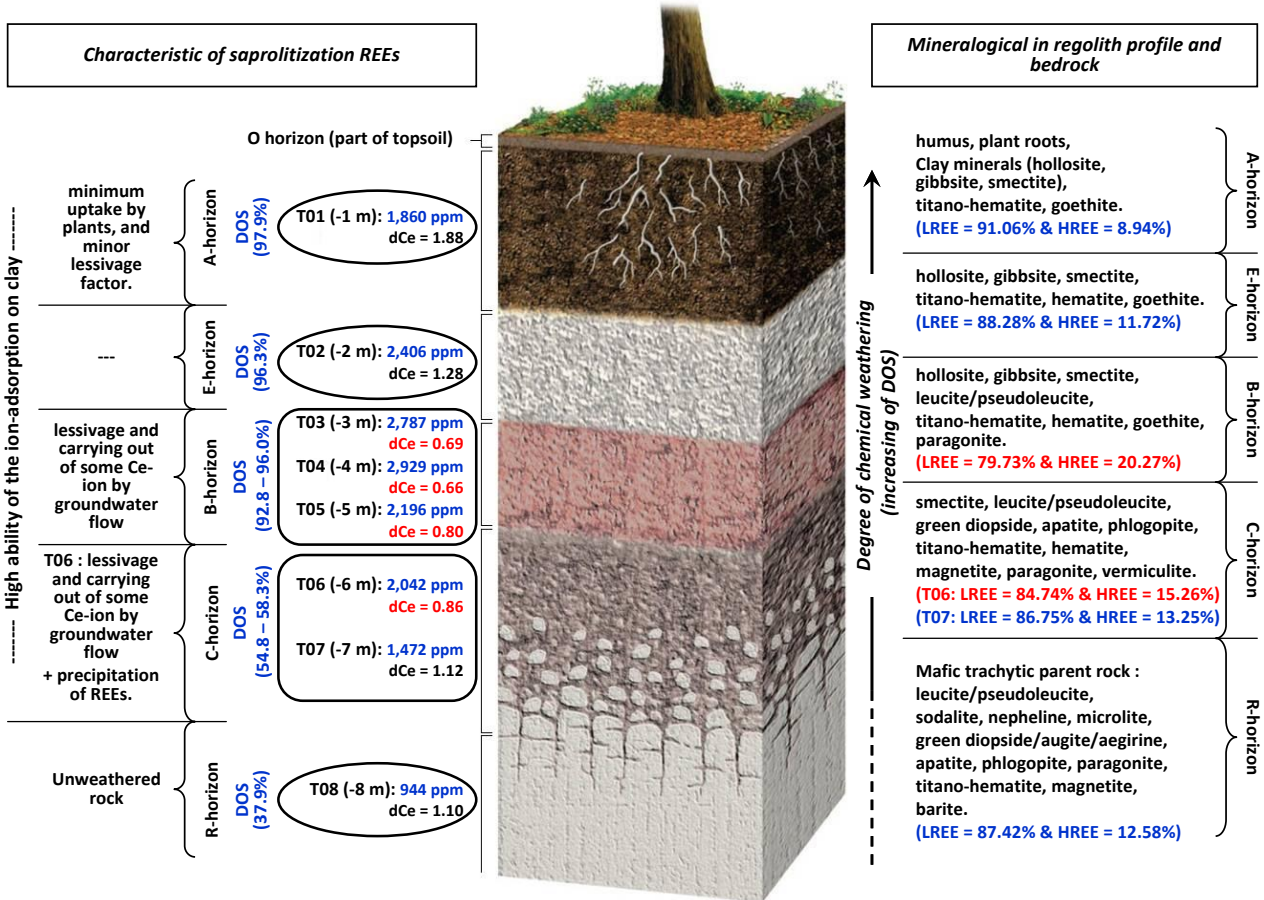 Characteristic of saprolitization REEs
Mineralogical in regolith profile and
bedrock
O horizon (part of topsoil)
------ High ability of the ion-adsorption on clay ------
minimum
uptake by
plants, and
minor
lessivage
factor.
A-horizon
DOS
(97.9%)
T01 (-1 m): 1,860 ppm
dCe = 1.88
---
E-horizon
DOS
(96.3%)
T02 (-2 m): 2,406 ppm
dCe = 1.28
lessivage and
carrying out
of some Ce-
ion by
groundwater
flow
B-horizon
DOS
(92.8 – 96.0%)
T03 (-3 m): 2,787 ppm
dCe = 0.69
T04 (-4 m): 2,929 ppm
dCe = 0.66
T05 (-5 m): 2,196 ppm
dCe = 0.80
T06 : lessivage
and carrying
out of some
Ce-ion by
groundwater
flow
+ precipitation
of REEs.
C-horizon
DOS
(54.8 – 58.3%)
T06 (-6 m): 2,042 ppm
dCe = 0.86
T07 (-7 m): 1,472 ppm
dCe = 1.12
Unweathered
rock
R-horizon
DOS
(37.9%)
T08 (-8 m): 944 ppm
dCe = 1.10
Degree of chemical weathering
(increasing of DOS)
humus, plant roots,
Clay minerals (hollosite,
gibbsite, smectite),
titano-hematite, goethite.
(LREE = 91.06% & HREE = 8.94%)
A-horizon
hollosite, gibbsite, smectite,
titano-hematite, hematite, goethite.
(LREE = 88.28% & HREE = 11.72%)
E-horizon
hollosite, gibbsite, smectite,
leucite/pseudoleucite,
titano-hematite, hematite, goethite,
paragonite.
(LREE = 79.73% & HREE = 20.27%)
B-horizon
smectite, leucite/pseudoleucite,
green diopside, apatite, phlogopite,
titano-hematite, hematite,
magnetite, paragonite, vermiculite.
(T06: LREE = 84.74% & HREE = 15.26%)
(T07: LREE = 86.75% & HREE = 13.25%)
C-horizon
Mafic trachytic parent rock :
leucite/pseudoleucite,
sodalite, nepheline, microlite,
green diopside/augite/aegirine,
apatite, phlogopite, paragonite,
titano-hematite, magnetite,
barite.
(LREE = 87.42% & HREE = 12.58%)
R-horizon